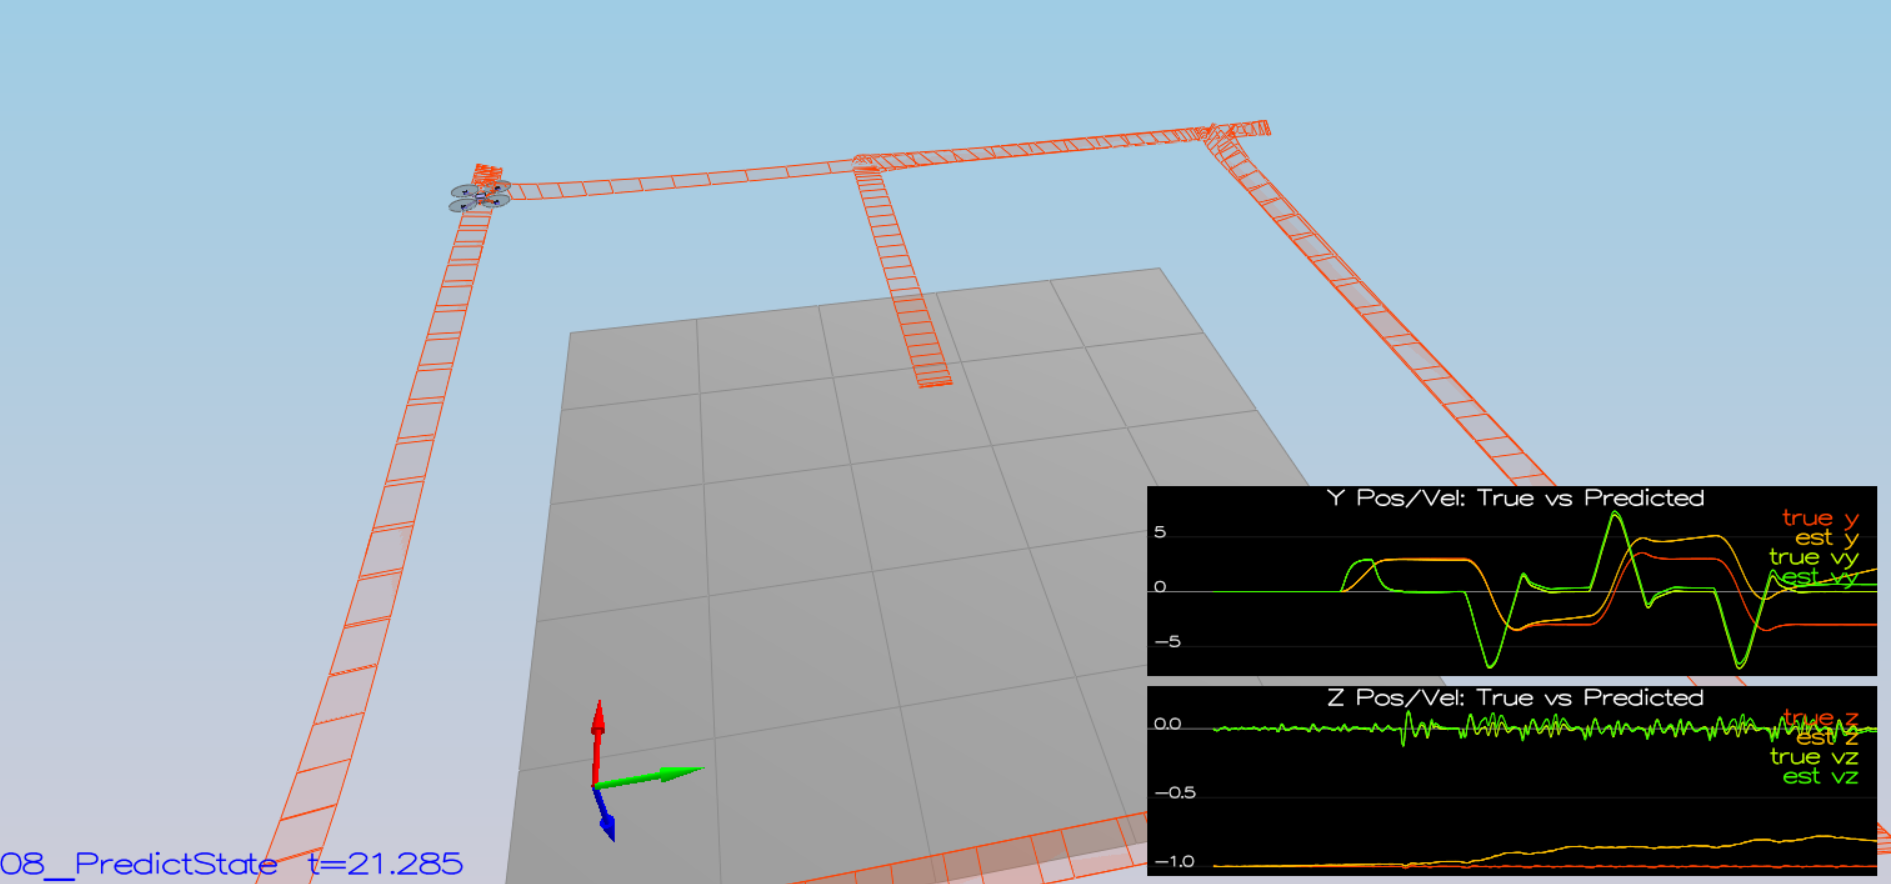 Y Pos/Vel: True vs Predicted
5
0
−5
true y
est y
true vy
est vy
Z Pos/Vel: True vs Predicted
0.0
−0.5
−1.0
true z
est z
true vz
est vz
08_PredictState t=21.285